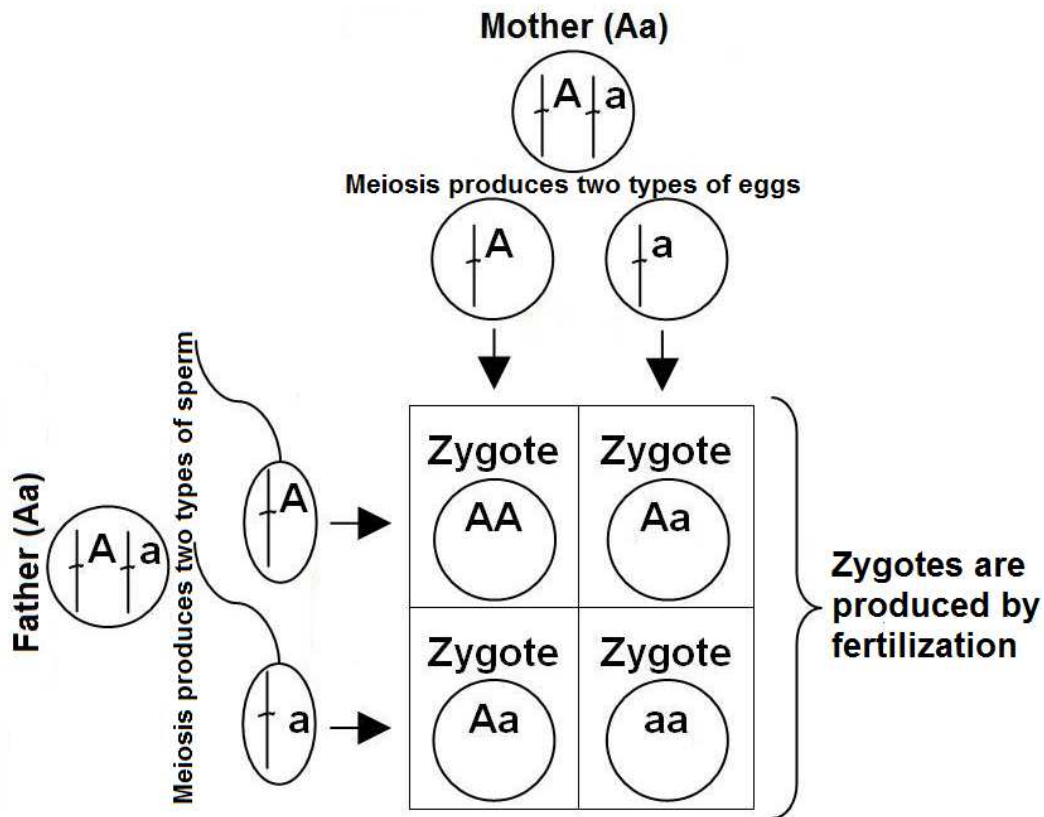 Mother (Aa)
A a
Meiosis produces two types of eggs
A
a
Father (Aa)
A a
Meiosis produces two types of sperm
A
a
Zygote
AA
Zygote
Aa
Zygote
Aa
Zygote
aa
Zygotes are
produced by
fertilization